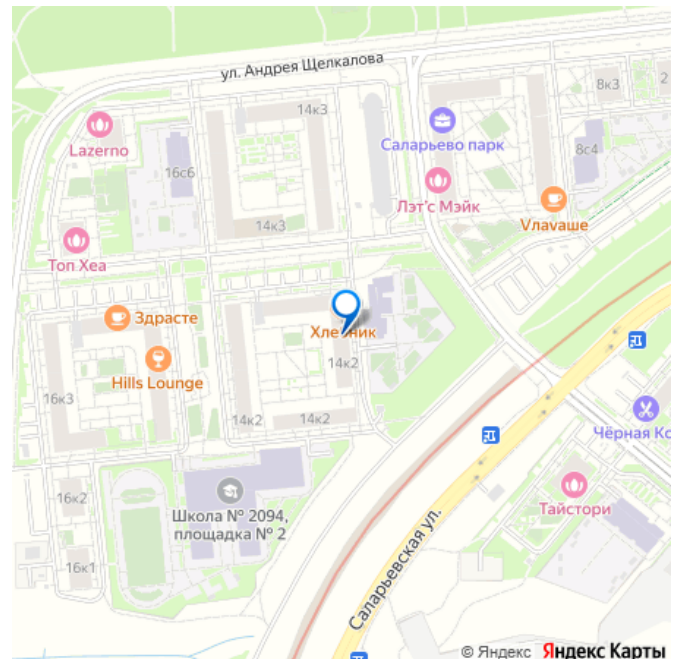 ул. Андрея Щелкалова
8к3
2
14к3
Lazerno
Саларьево парк
8с4
16с6
Лэт'с Мэйк
Vлаvаше
14к3
Топ Хеа
Здрасте
14к2
Hills Lounge
16к3
14к2
14к2
Чёрная Ко
Школа № 2094,
площадка № 2
Тайстори
16к2
16к1
Саларьевская ул.
© Яндекс Яндекс Карты